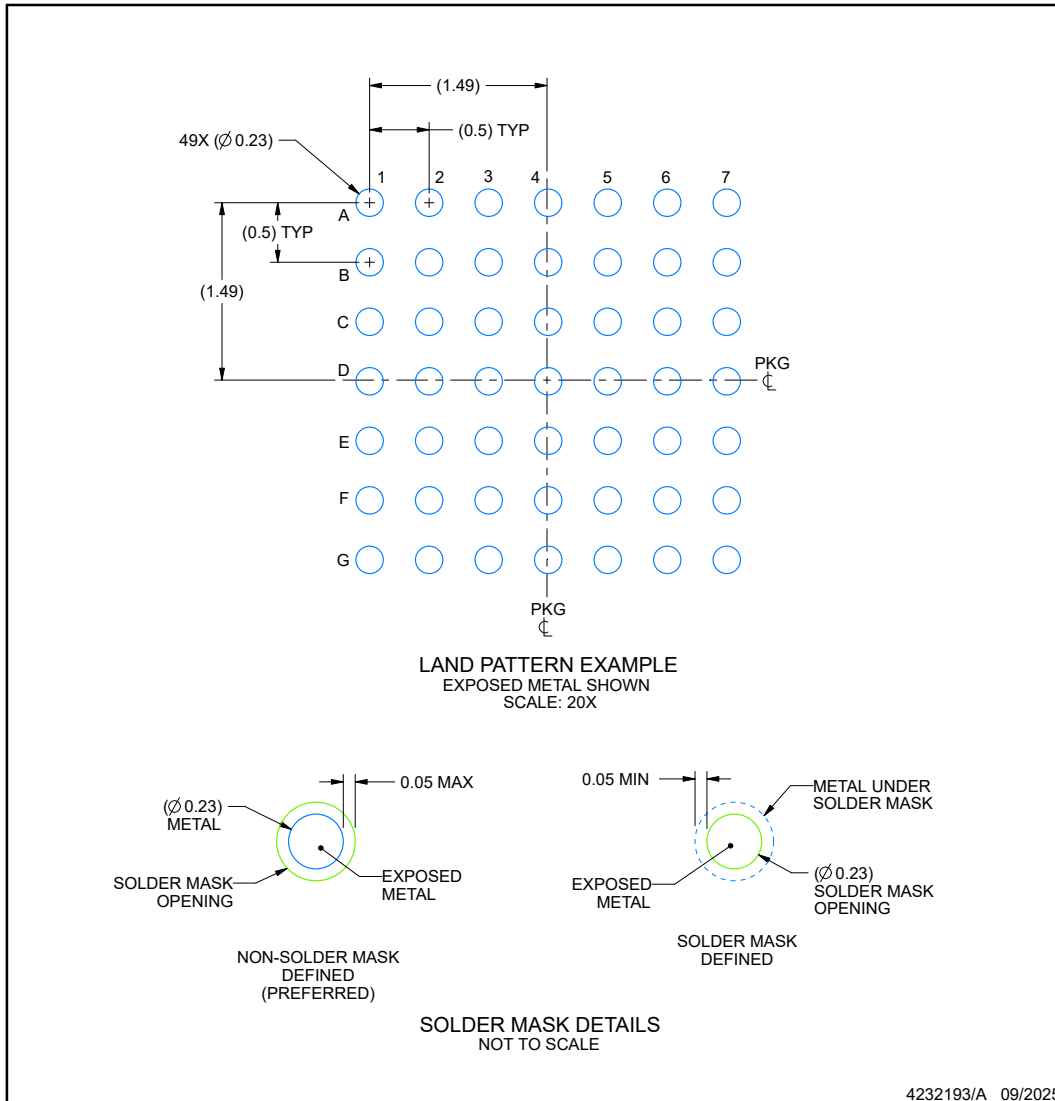 (1.49)
(0.5) TYP
49X (Ø 0.23)
1 2 3 4 5 6 7
A
(0.5) TYP
B
(1.49)
C
D
PKG
℄
E
F
G
PKG
℄
LAND PATTERN EXAMPLE
EXPOSED METAL SHOWN
SCALE: 20X
0.05 MAX
(Ø 0.23)
METAL
SOLDER MASK
OPENING
EXPOSED
METAL
NON-SOLDER MASK
DEFINED
(PREFERRED)
0.05 MIN
METAL UNDER
SOLDER MASK
EXPOSED
METAL
(Ø 0.23)
SOLDER MASK
OPENING
SOLDER MASK
DEFINED
SOLDER MASK DETAILS
NOT TO SCALE
4232193/A 09/2025